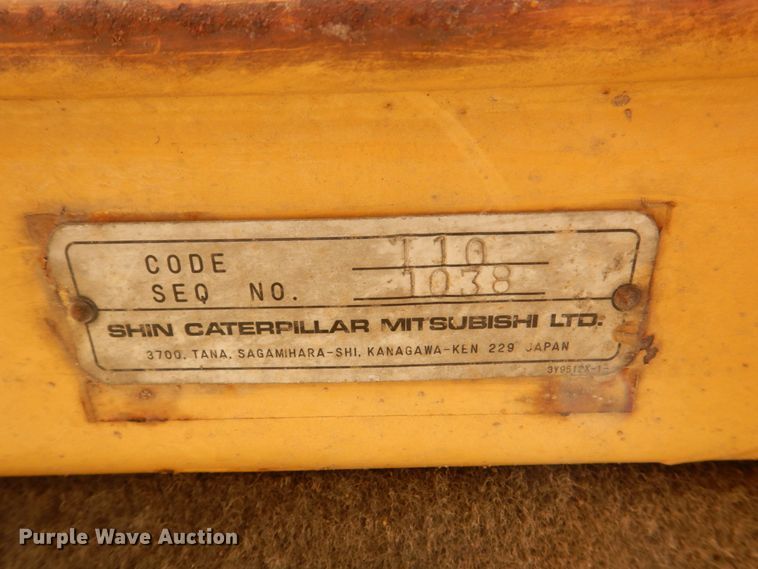 CODE 110
SEQ NO. 1038
SHIN CATERPILLAR MITSUBISHI LTD.
3700, TANA, SAGAMIHARA-SHI, KANAGAWA-KEN 229 JAPAN
Purple Wave Auction